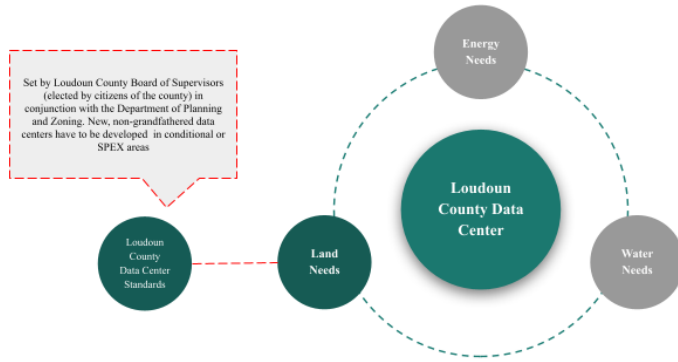 Energy
Needs
Set by Loudoun County Board of Supervisors
(elected by citizens of the county) in
conjunction with the Department of Planning
and Zoning. New, non-grandfathered data
centers have to be developed in conditional or
SPEX areas
Loudoun
County Data
Center
Loudoun
County
Data Center
Standards
Land
Needs
Water
Needs